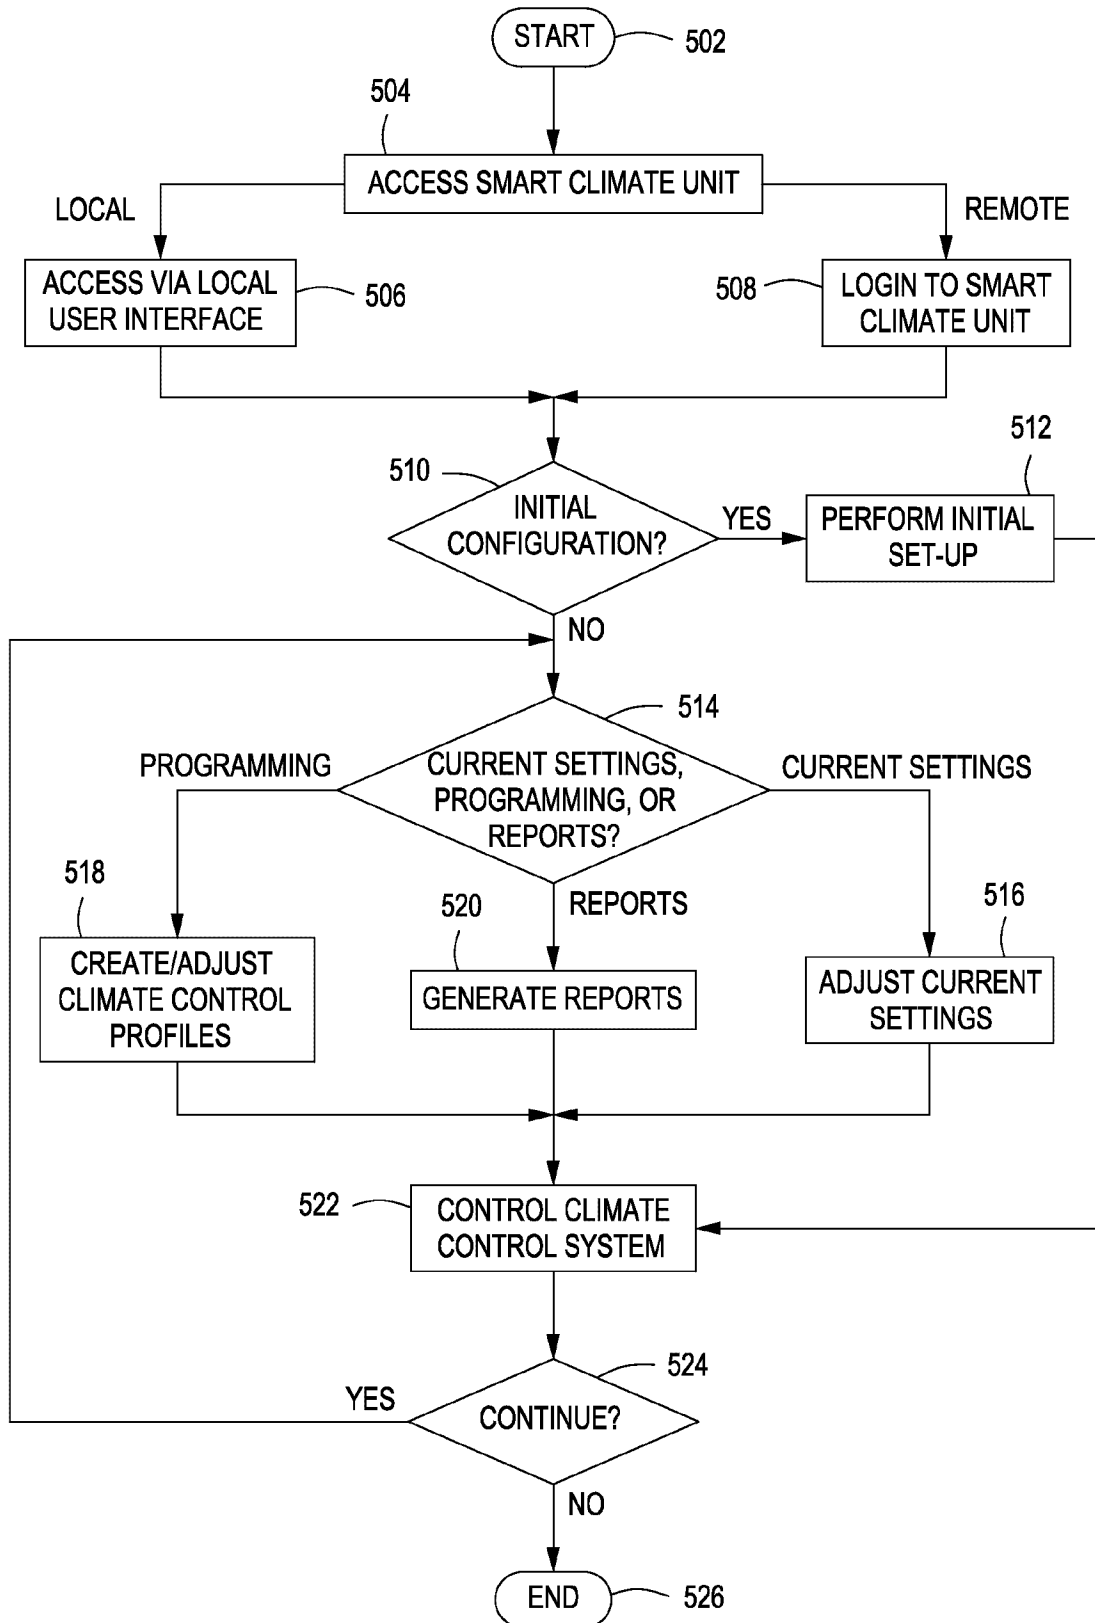 START
502
504
ACCESS SMART CLIMATE UNIT
LOCAL
REMOTE
ACCESS VIA LOCAL
USER INTERFACE
506
508
LOGIN TO SMART
CLIMATE UNIT
510
INITIAL
CONFIGURATION?
YES
512
PERFORM INITIAL
SET-UP
NO
514
PROGRAMMING
CURRENT SETTINGS,
PROGRAMMING, OR
REPORTS?
CURRENT SETTINGS
518
CREATE/ADJUST
CLIMATE CONTROL
PROFILES
520
REPORTS
GENERATE REPORTS
516
ADJUST CURRENT
SETTINGS
522
CONTROL CLIMATE
CONTROL SYSTEM
524
YES
CONTINUE?
NO
END
526